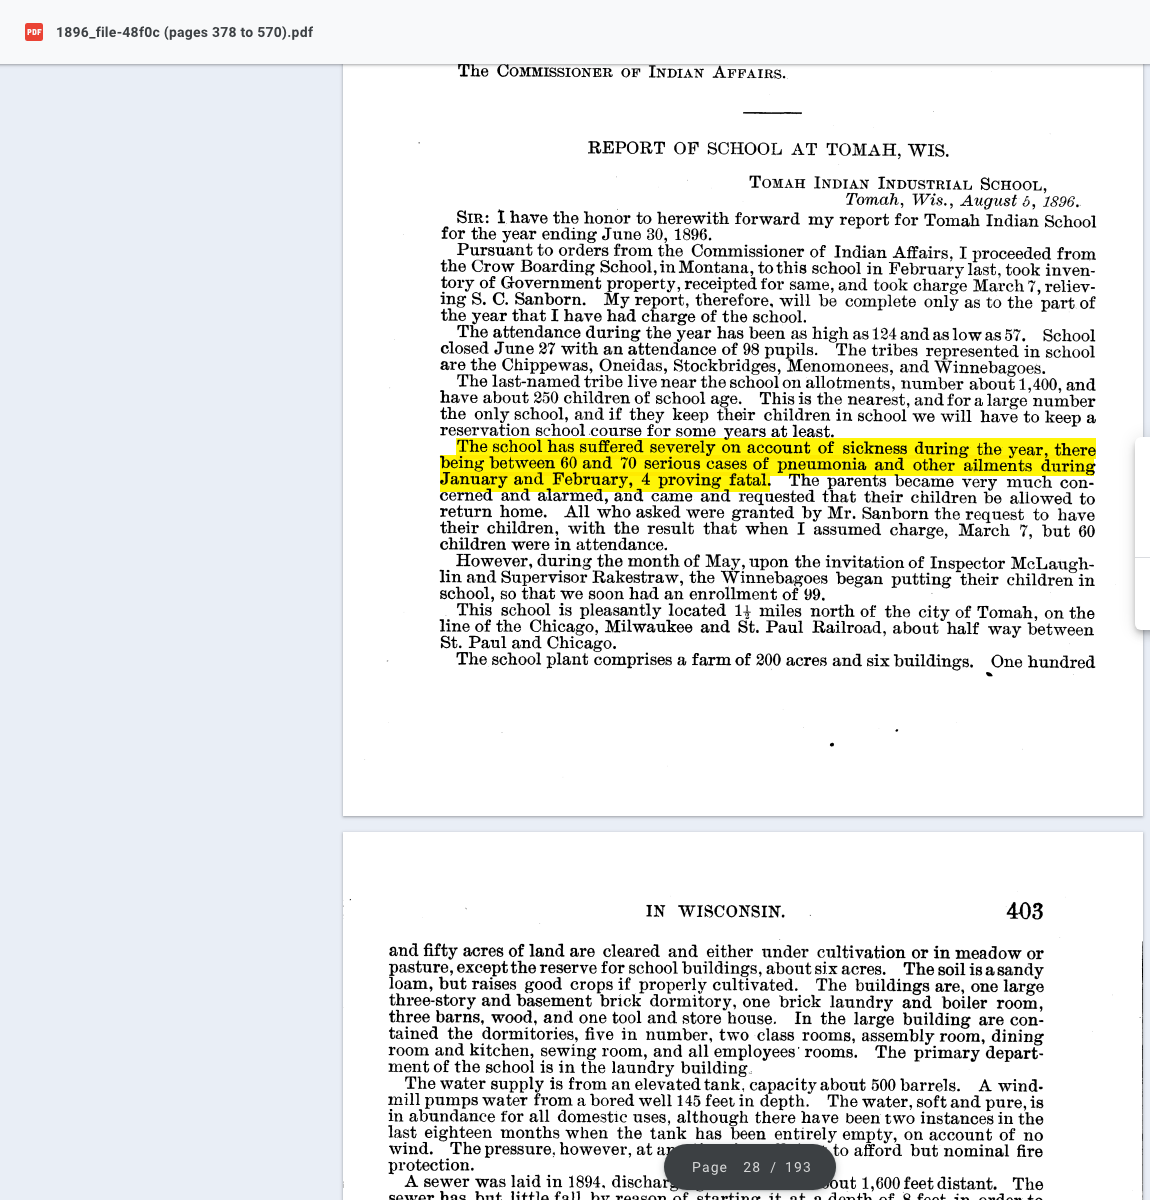 PDF
1896_file-48f0c (pages 378 to 570).pdf
The COMMISSIONER OF INDIAN AFFAIRS.
REPORT OF SCHOOL AT TOMAH, WIS.
TOMAH INDIAN INDUSTRIAL SCHOOL,
Tomah, Wis., August 5, 1896.
SIR: I have the honor to herewith forward my report for Tomah Indian School
for the year ending June 30, 1896.
Pursuant to orders from the Commissioner of Indian Affairs, I proceeded from
the Crow Boarding School, in Montana, to this school in February last, took inven-
tory of Government property, receipted for same, and took charge March 7, reliev-
ing S. C. Sanborn. My report, therefore, will be complete only as to the part of
the year that I have had charge of the school.
The attendance during the year has been as high as 124 and as low as 57. School
closed June 27 with an attendance of 98 pupils. The tribes represented in school
are the Chippewas, Oneidas, Stockbridges, Menomonees, and Winnebagoes.
The last-named tribe live near the school on allotments, number about 1,400, and
have about 250 children of school age. This is the nearest, and for a large number
the only school, and if they keep their children in school we will have to keep a
reservation school course for some years at least.
The school has suffered severely on account of sickness during the year, there
being between 60 and 70 serious cases of pneumonia and other ailments during
January and February, 4 proving fatal. The parents became very much con-
cerned and alarmed, and came and requested that their children be allowed to
return home. All who asked were granted by Mr. Sanborn the request to have
their children, with the result that when I assumed charge, March 7, but 60
children were in attendance.
However, during the month of May, upon the invitation of Inspector McLaugh-
lin and Supervisor Rakestraw, the Winnebagoes began putting their children in
school, so that we soon had an enrollment of 99.
This school is pleasantly located 1½ miles north of the city of Tomah, on the
line of the Chicago, Milwaukee and St. Paul Railroad, about half way between
St. Paul and Chicago.
The school plant comprises a farm of 200 acres and six buildings. One hundred
IN WISCONSIN. 403
and fifty acres of land are cleared and either under cultivation or in meadow or
pasture, except the reserve for school buildings, about six acres. The soil is a sandy
loam, but raises good crops if properly cultivated. The buildings are, one large
three-story and basement brick dormitory, one brick laundry and boiler room,
three barns, wood, and one tool and store house. In the large building are con-
tained the dormitories, five in number, two class rooms, assembly room, dining
room and kitchen, sewing room, and all employees' rooms. The primary depart-
ment of the school is in the laundry building.
The water supply is from an elevated tank, capacity about 500 barrels. A wind-
mill pumps water from a bored well 145 feet in depth. The water, soft and pure, is
in abundance for all domestic uses, although there have been two instances in the
last eighteen months when the tank has been entirely empty, on account of no
wind. The pressure, however, at to afford but nominal fire
protection.
A sewer was laid in 1894, 1,600 feet distant. The
sewer has but little fall by reason of starting it at a depth of 8 feet in order to
Page 28 / 193